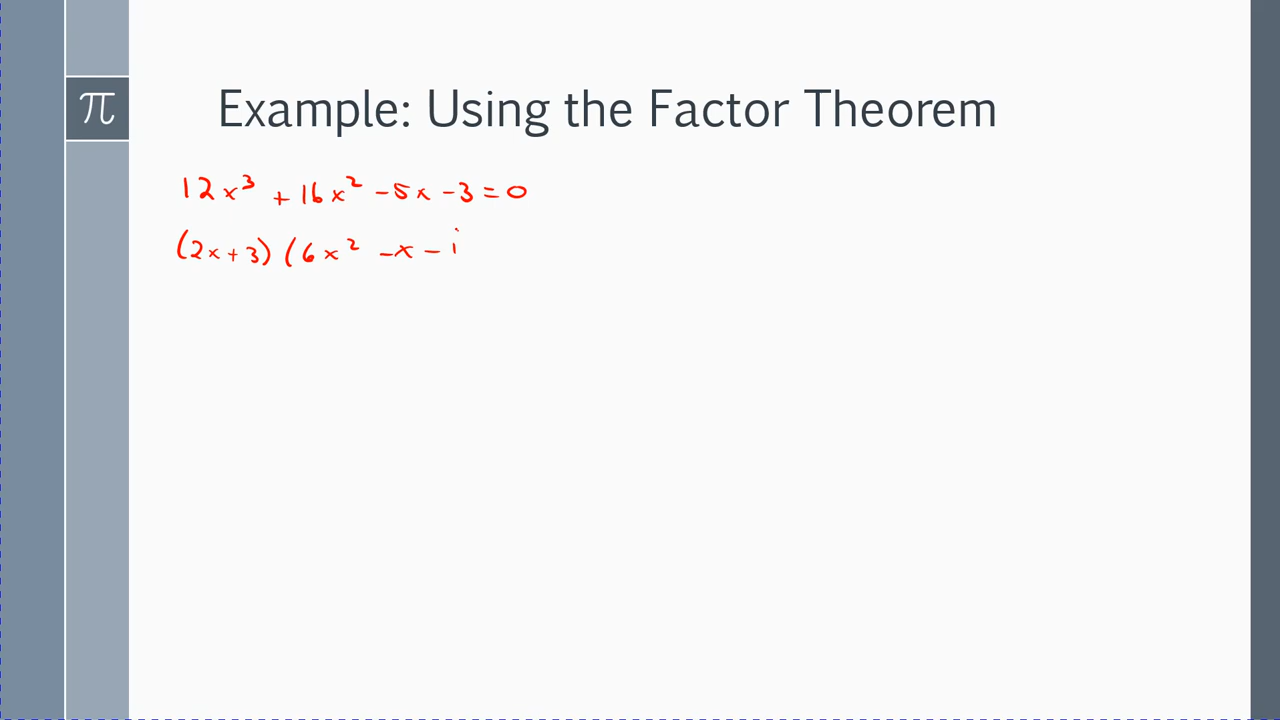 π
Example: Using the Factor Theorem
12x³ + 16x² - 5x - 3 = 0
(2x + 3) (6x² - x - 1